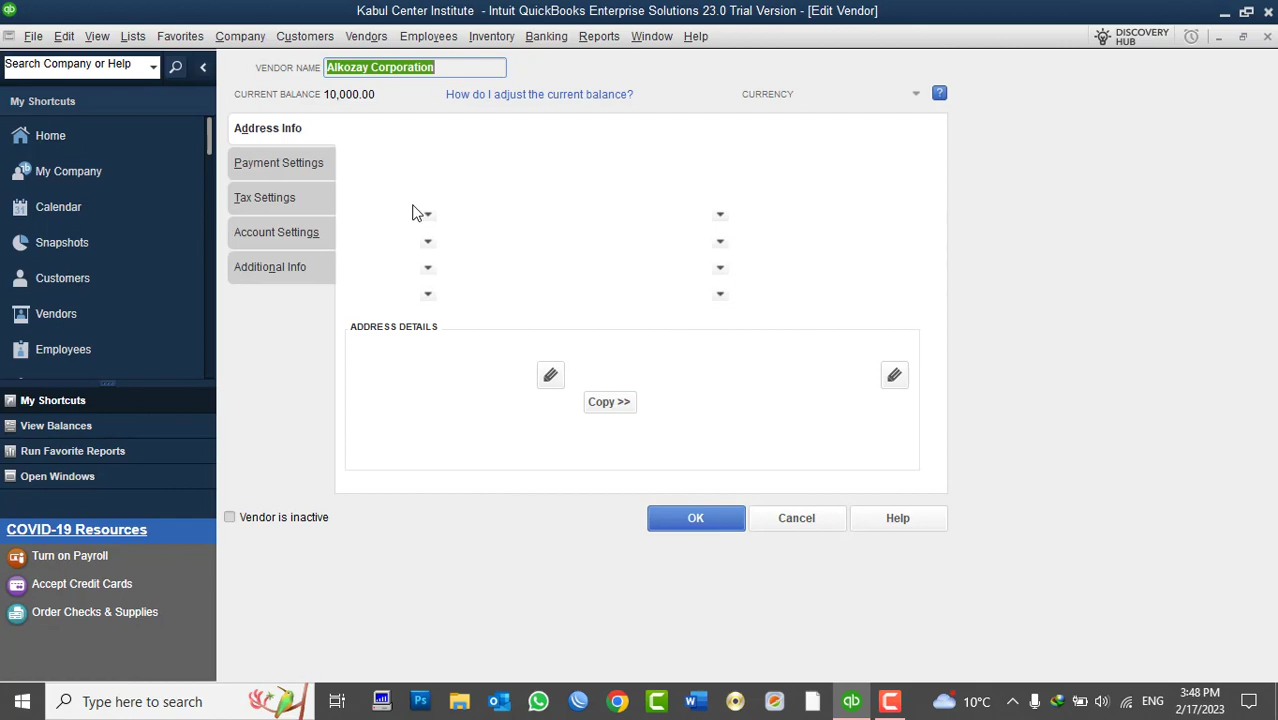 Kabul Center Institute - Intuit QuickBooks Enterprise Solutions 23.0 Trial Version - [Edit Vendor]
File Edit View Lists Favorites Company Customers Vendors Employees Inventory Banking Reports Window Help
DISCOVERY
HUB
Search Company or Help
My Shortcuts
Home
My Company
Calendar
Snapshots
Customers
Vendors
Employees
My Shortcuts
View Balances
Run Favorite Reports
Open Windows
COVID-19 Resources
Turn on Payroll
Accept Credit Cards
Order Checks & Supplies
VENDOR NAME Alkozay Corporation
CURRENT BALANCE 10,000.00 How do I adjust the current balance? CURRENCY ?
Address Info
Payment Settings
Tax Settings
Account Settings
Additional Info
ADDRESS DETAILS
Copy >>
Vendor is inactive
OK Cancel Help
Type here to search
10°C ENG
3:48 PM
2/17/2023